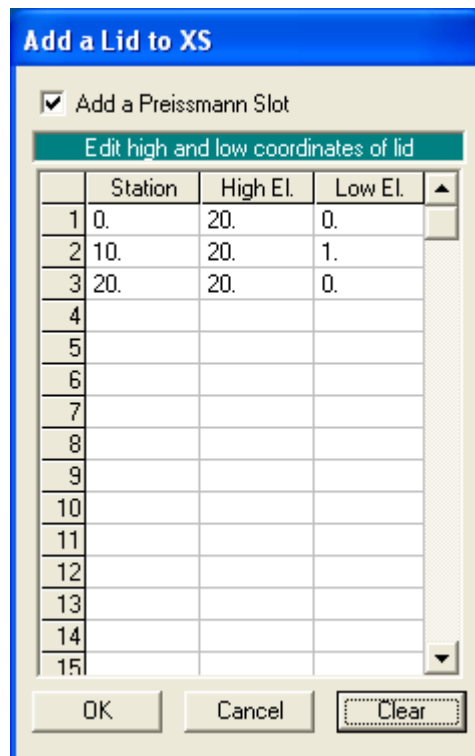 Add a Lid to XS
Add a Preissmann Slot
Edit high and low coordinates of lid
Station High El. Low El.
1 0. 20. 0.
2 10. 20. 1.
3 20. 20. 0.
4
5
6
7
8
9
10
11
12
13
14
15
OK Cancel Clear